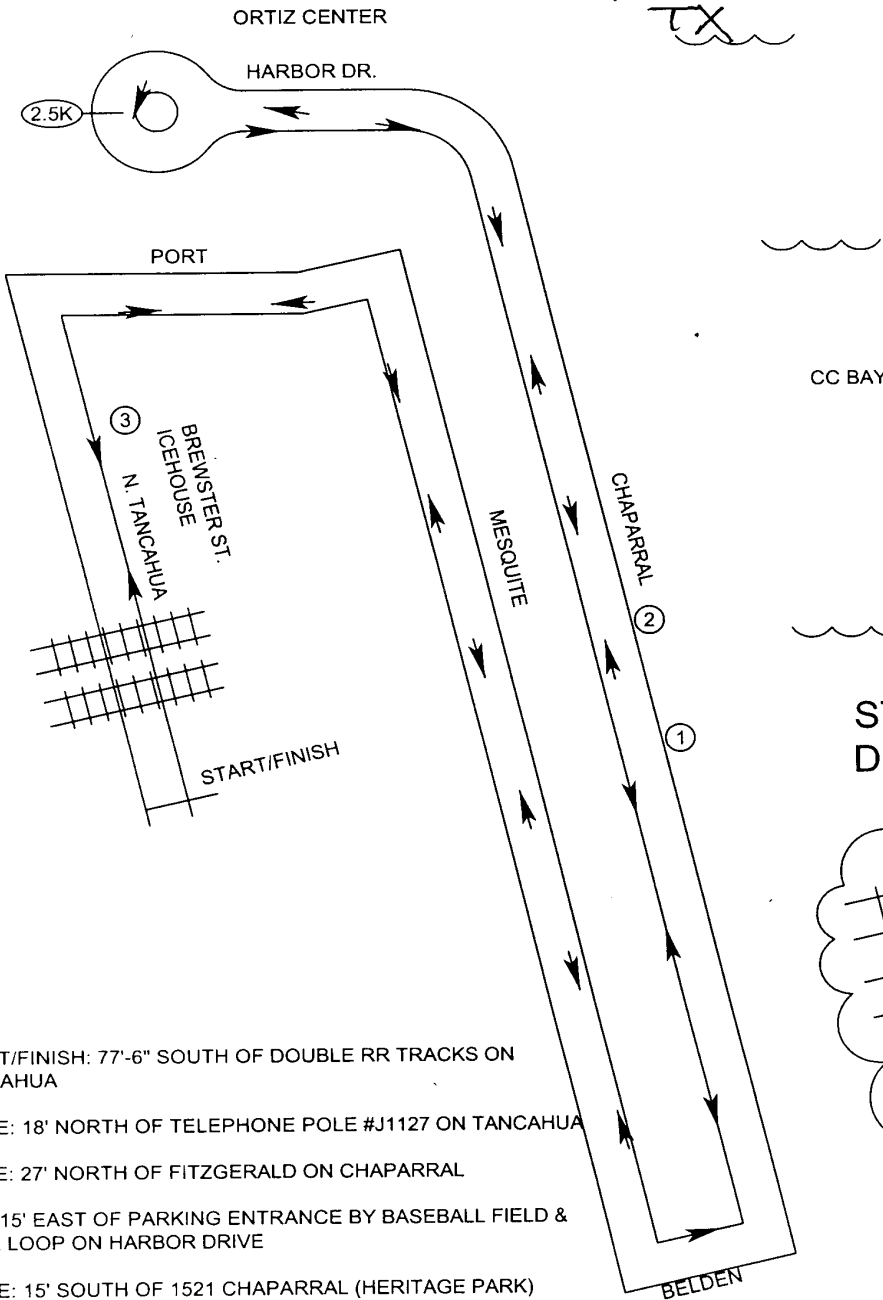 ORTIZ CENTER
TX
HARBOR DR.
2.5K
PORT
CC BAY
3
BREWSTER ST.
ICEHOUSE
N. TANCAHUA
MESQUITE
CHAPARRAL
2
1
START/FINISH
ST
D
T/FINISH: 77'-6" SOUTH OF DOUBLE RR TRACKS ON
AHUA
E: 18' NORTH OF TELEPHONE POLE #J1127 ON TANCAHUA
E: 27' NORTH OF FITZGERALD ON CHAPARRAL
15' EAST OF PARKING ENTRANCE BY BASEBALL FIELD &
LOOP ON HARBOR DRIVE
E: 15' SOUTH OF 1521 CHAPARRAL (HERITAGE PARK)
BELDEN